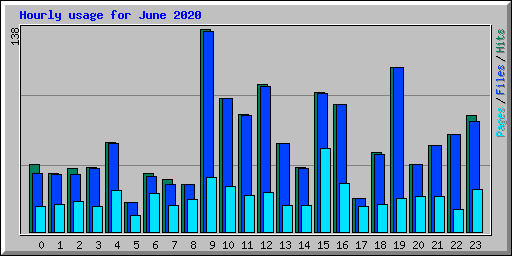 Hourly usage for June 2020
138
Pages/Files/Hits
0 1 2 3 4 5 6 7 8 9 10 11 12 13 14 15 16 17 18 19 20 21 22 23